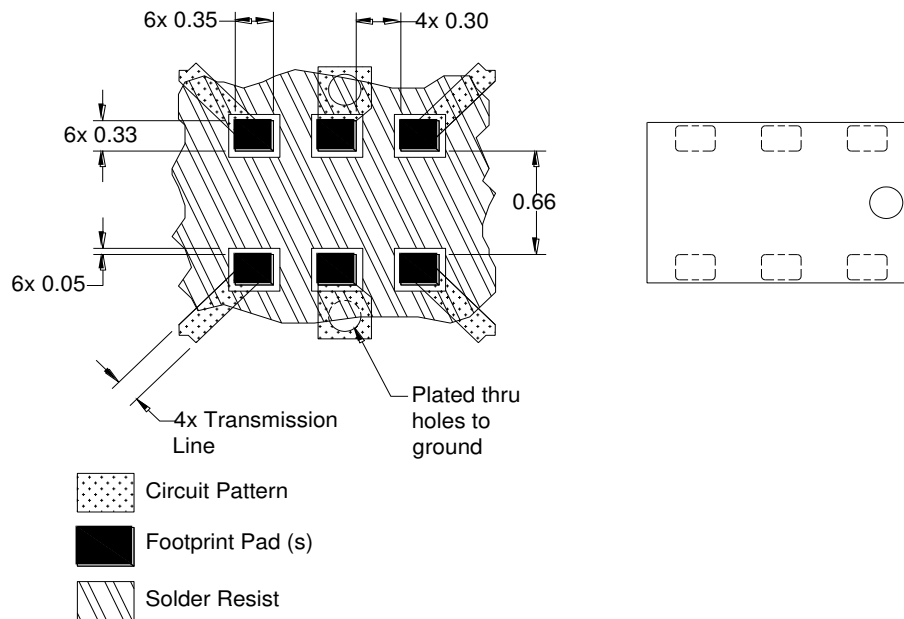 6x 0.35
4x 0.30
6x 0.33
0.66
6x 0.05
4x Transmission
Line
Plated thru
holes to
ground
Circuit Pattern
Footprint Pad (s)
Solder Resist